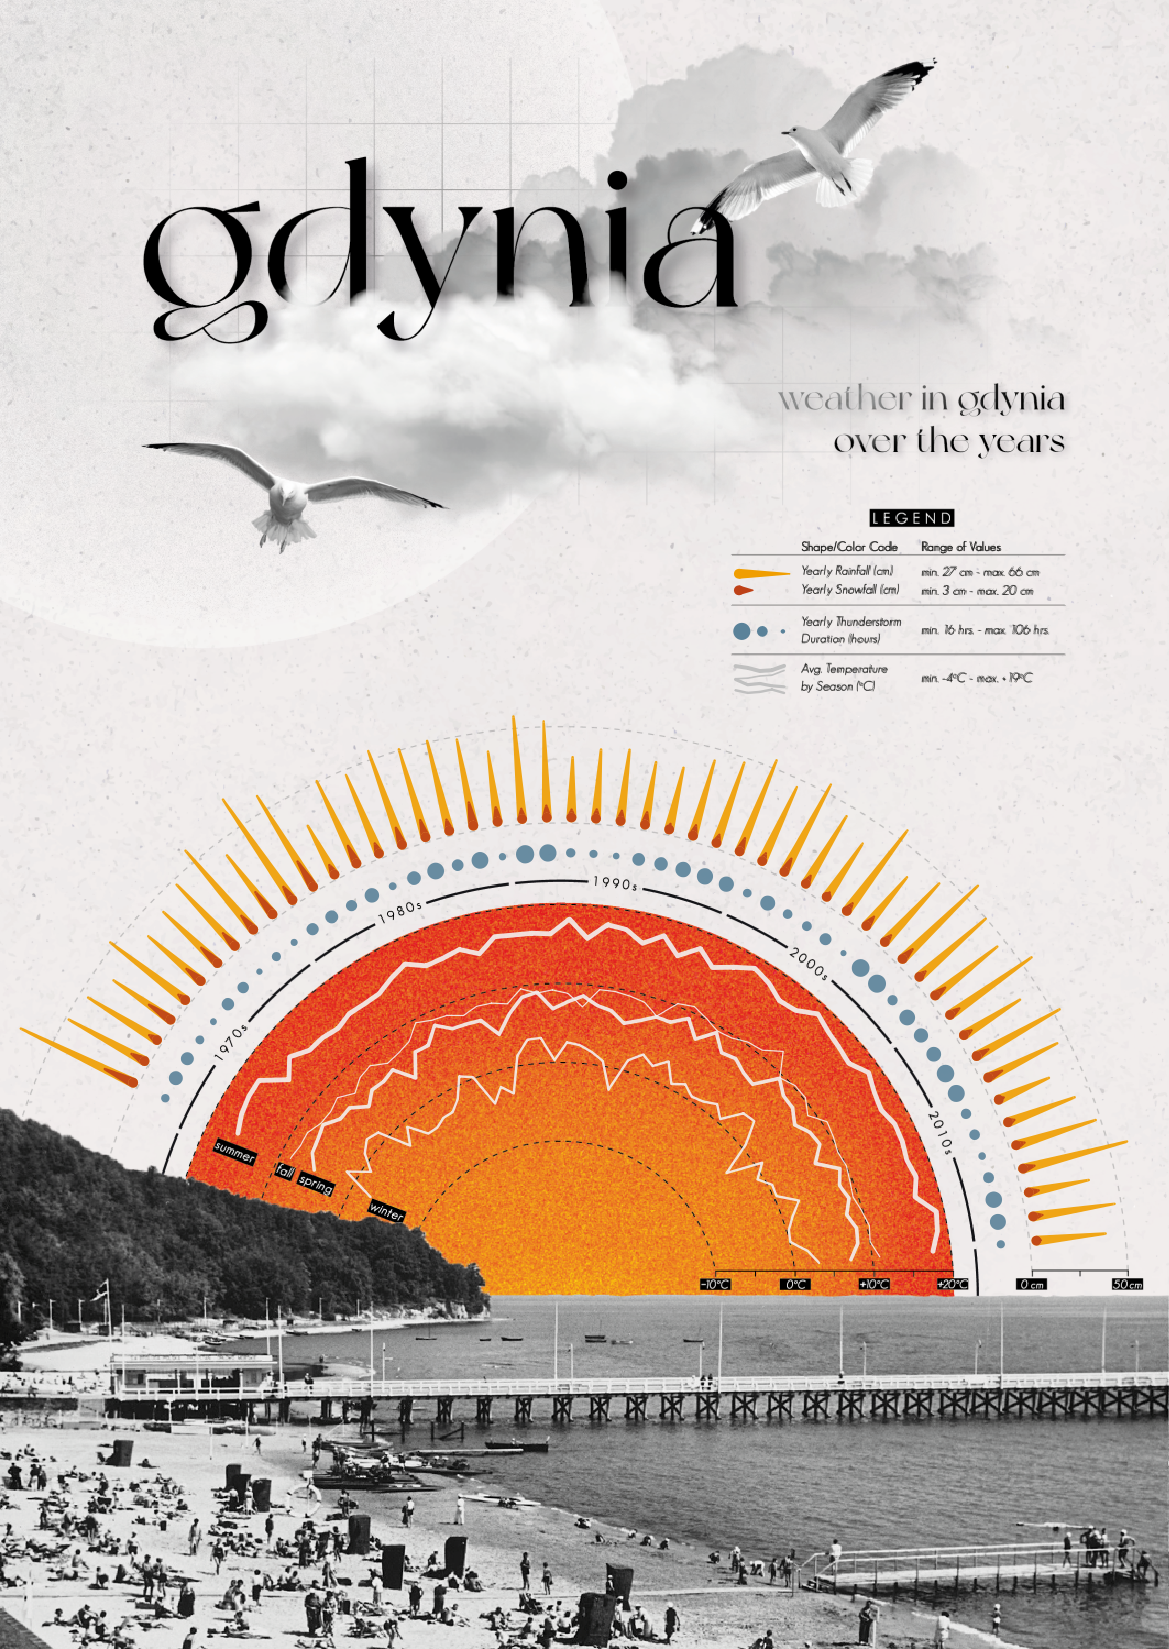 gdynia
weather in gdynia
over the years
LEGEND
Shape/Color Code Range of Values
Yearly Rainfall (cm) min. 27 cm - max. 66 cm
Yearly Snowfall (cm) min. 3 cm - max. 20 cm
Yearly Thunderstorm
Duration (hours) min. 16 hrs. - max. 106 hrs.
Avg. Temperature
by Season (°C) min. -4°C - max. +19°C
1970s
1980s
1990s
2000s
2010s
summer
fall
spring
winter
-10°C 0°C +10°C +20°C 0 cm 50 cm